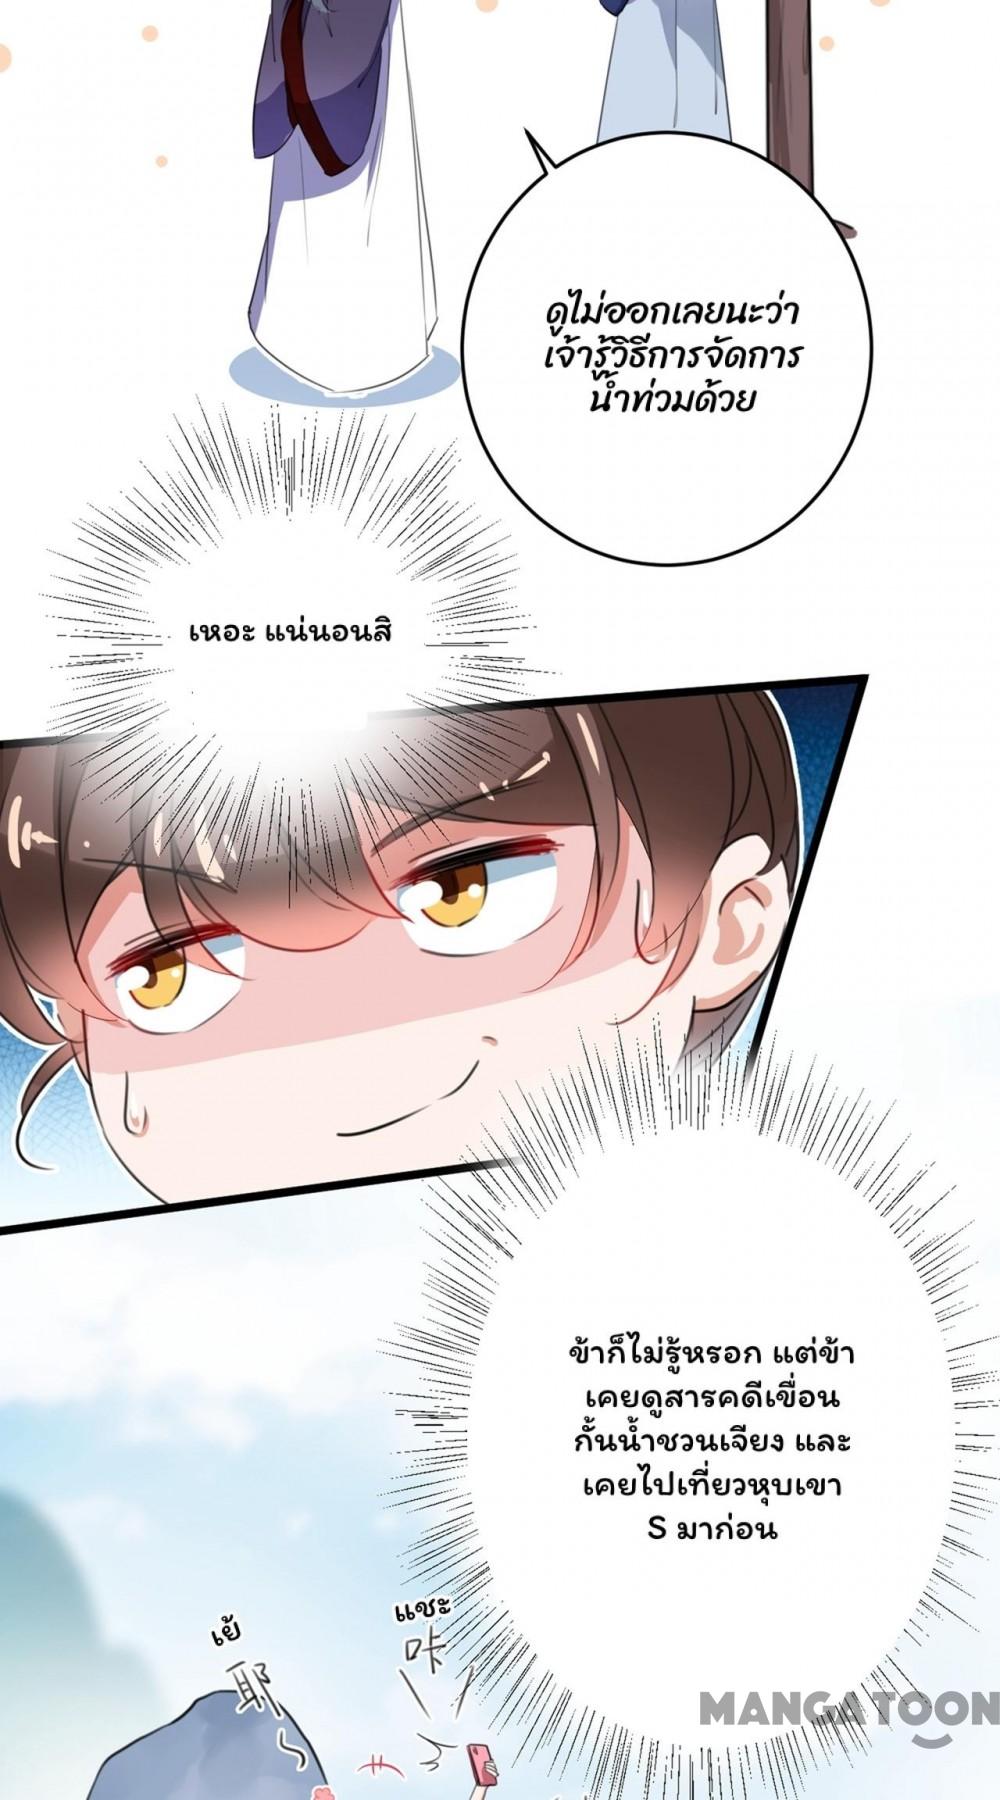 ดูไม่ออกเลยนะว่า
เจ้ารู้วิธีการจัดการ
น้ำท่วมด้วย
เหอะ แน่นอนสิ
ข้าก็ไม่รู้หรอก แต่ข้า
เคยดูสารคดีเขื่อน
กั้นน้ำชวนเจียง และ
เคยไปเที่ยวหุบเขา
S มาก่อน
แชะ
咔
เย้
耶
MANGATOON